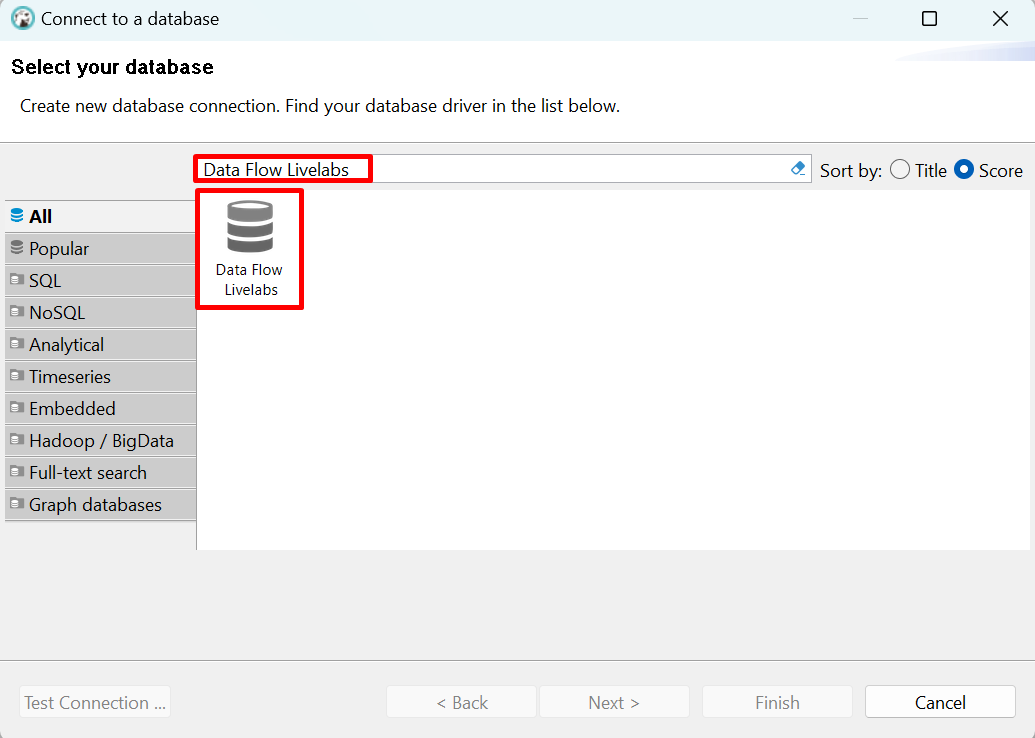 Connect to a database
Select your database
Create new database connection. Find your database driver in the list below.
Data Flow Livelabs
Sort by: Title Score
All
Popular
SQL
NoSQL
Analytical
Timeseries
Embedded
Hadoop / BigData
Full-text search
Graph databases
Data Flow
Livelabs
Test Connection ...
< Back
Next >
Finish
Cancel